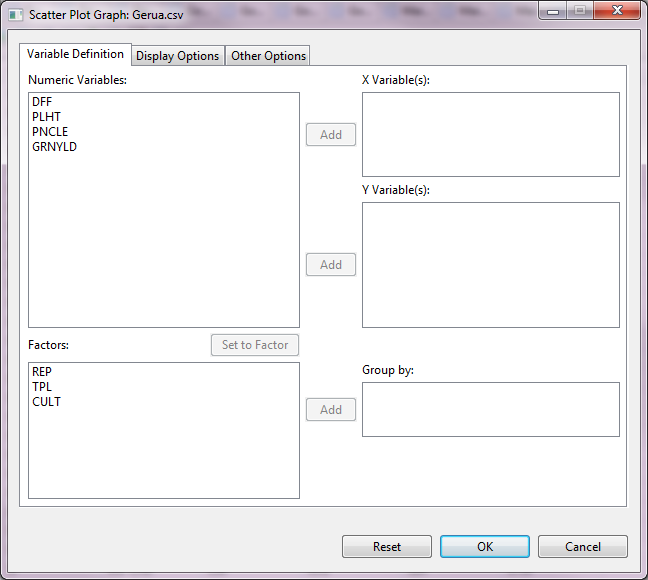 Scatter Plot Graph: Gerua.csv
Variable Definition Display Options Other Options
Numeric Variables: X Variable(s):
DFF
PLHT
PNCLE Add
GRNYLD
Y Variable(s):
Add
Factors: Set to Factor
REP Group by:
TPL
CULT Add
Reset OK Cancel